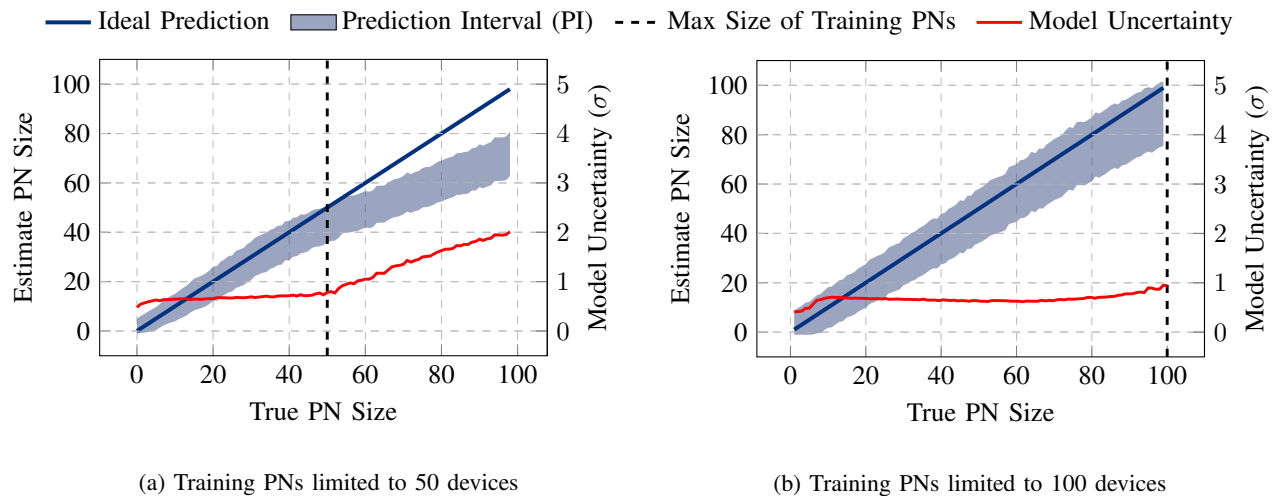 Ideal Prediction Prediction Interval (PI) Max Size of Training PNs Model Uncertainty
100
80
60
40
20
0
Estimate PN Size
5
4
3
2
1
0
Model Uncertainty (σ)
0 20 40 60 80 100
True PN Size
(a) Training PNs limited to 50 devices
100
80
60
40
20
0
Estimate PN Size
5
4
3
2
1
0
Model Uncertainty (σ)
0 20 40 60 80 100
True PN Size
(b) Training PNs limited to 100 devices